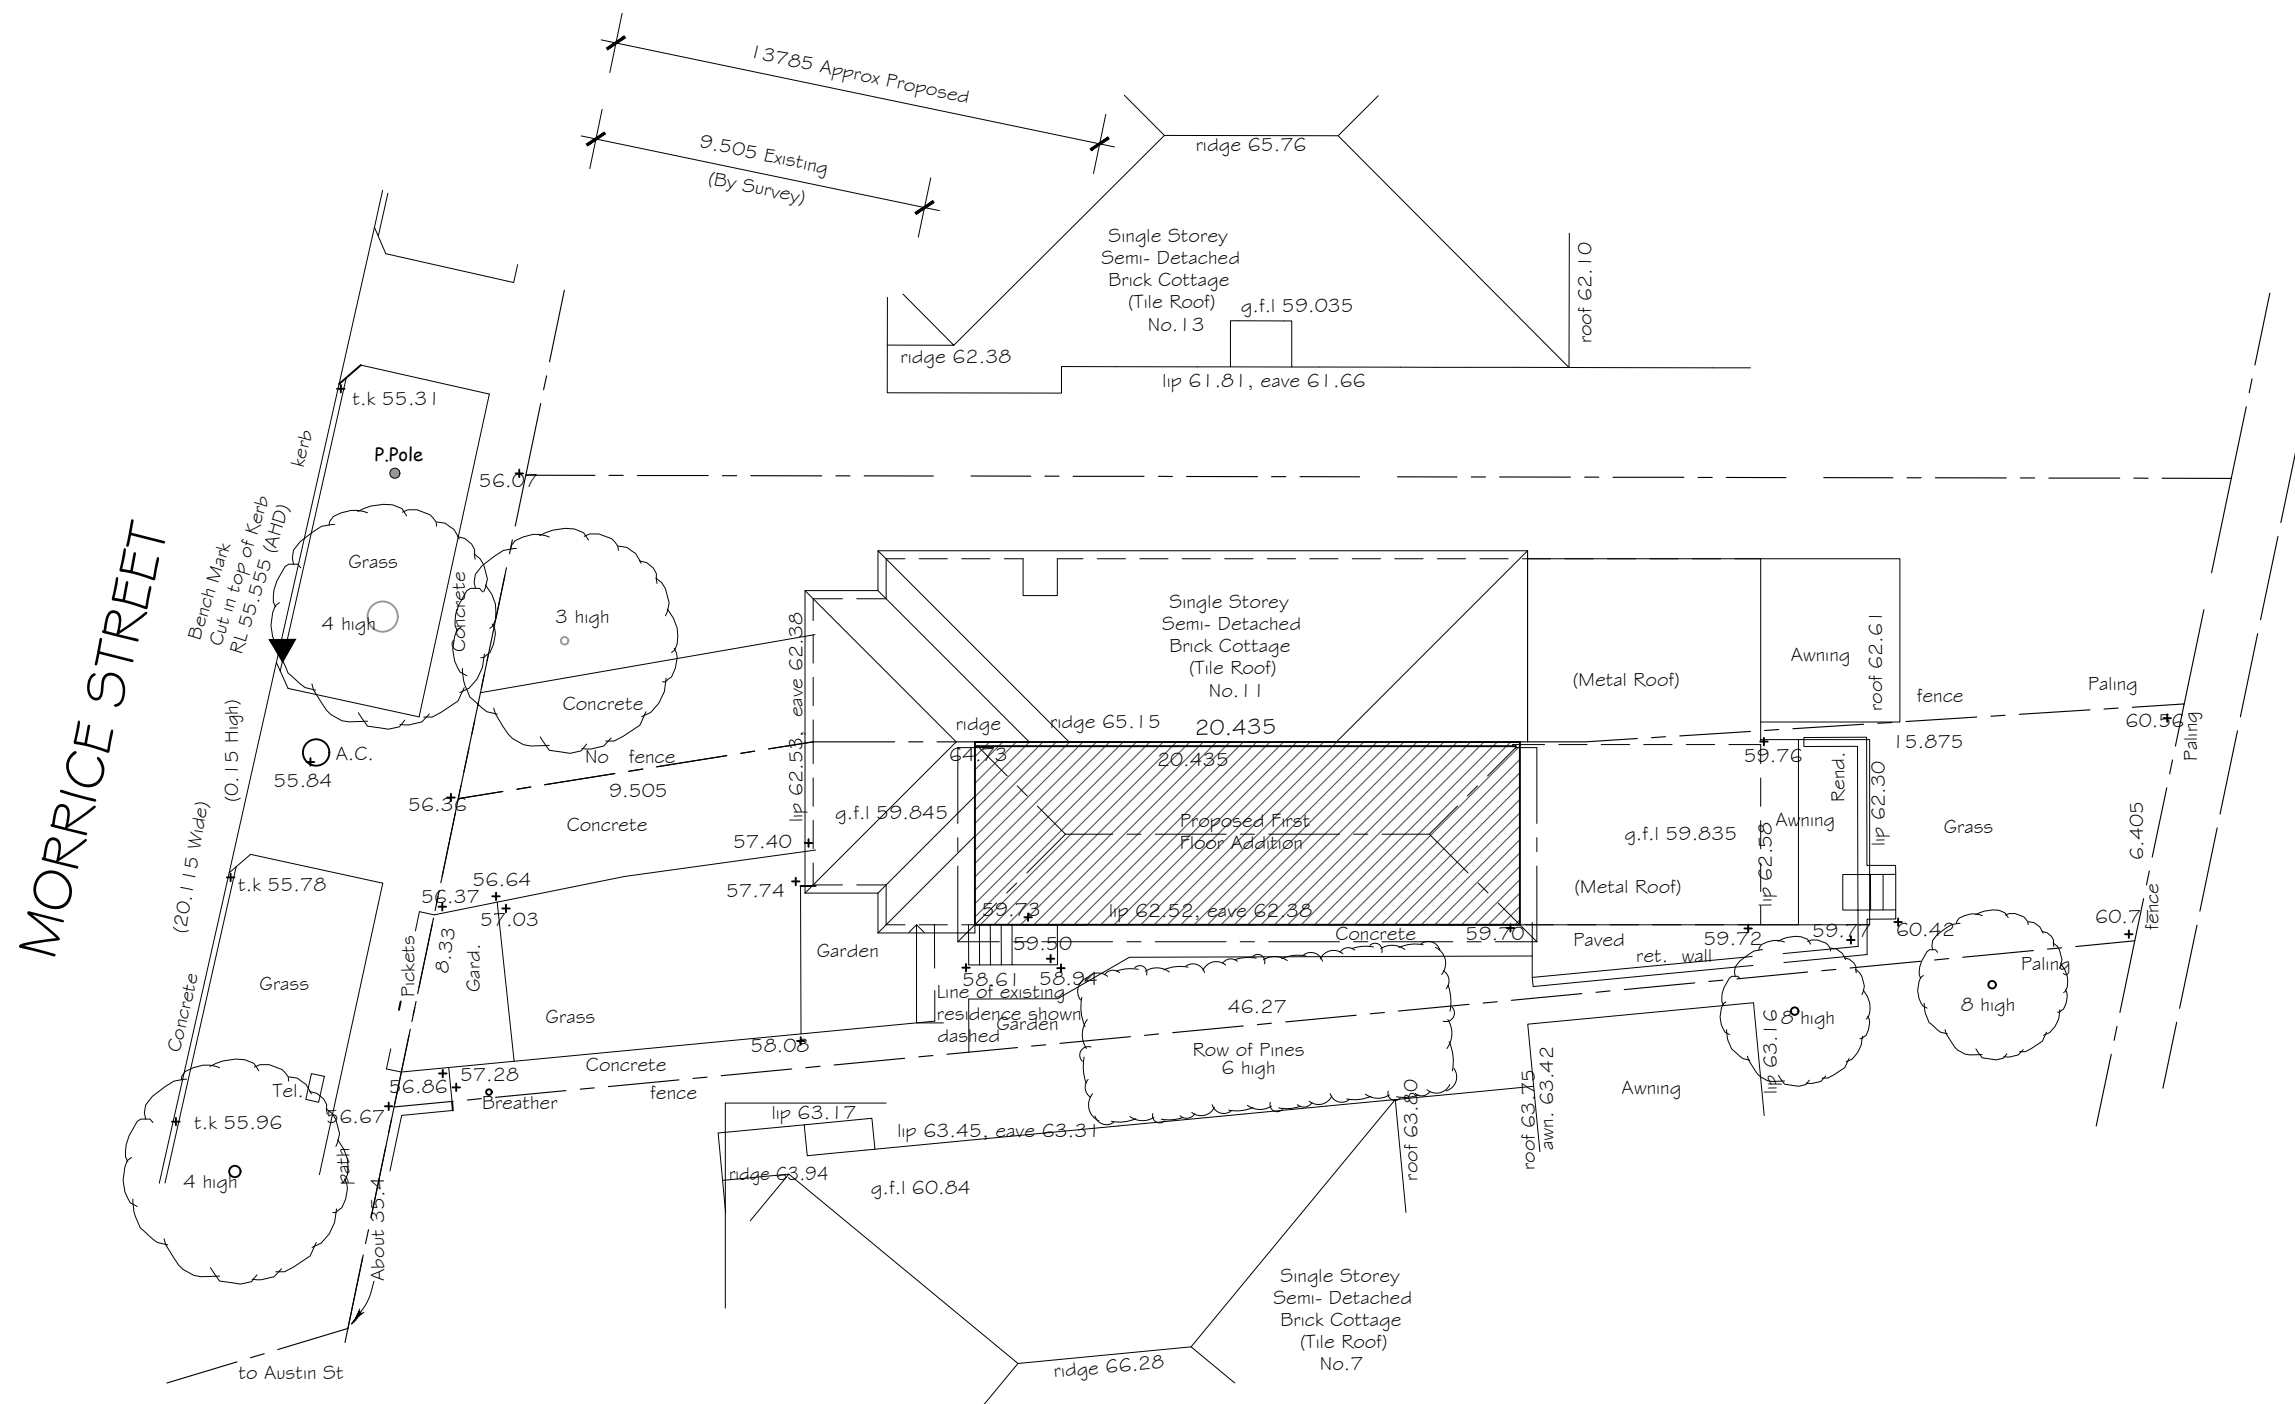 13785 Approx Proposed
9.505 Existing
(By Survey)
ridge 65.76
Single Storey
Semi- Detached
Brick Cottage
(Tile Roof)
No.13
g.f.l 59.035
roof 62.10
ridge 62.38
lip 61.81, eave 61.66
t.k 55.31
kerb
P.Pole
56.07
MORRICE STREET
Bench Mark
Cut in top of Kerb
RL 55.555 (AHD)
Grass
4 high
Concrete
3 high
Concrete
lip 62.53, eave 62.38
Single Storey
Semi- Detached
Brick Cottage
(Tile Roof)
No.11
(Metal Roof)
Awning
roof 62.61
fence
Paling
60.56
Paling
ridge
64.73
ridge 65.15
20.435
20.435
15.875
59.76
(0.15 High)
A.C.
55.84
No fence
9.505
56.36
Concrete
57.40
g.f.l 59.845
Proposed First
Floor Addition
g.f.l 59.835
(Metal Roof)
lip 62.58
Awning
Rend.
lip 62.30
Grass
6.405
fence
60.7
(20.115 Wide)
t.k 55.78
56.37
56.64
57.03
57.74
59.73
lip 62.52, eave 62.38
59.50
Concrete
59.70
Paved
59.72
59.77
60.42
ret. wall
Paling
Pickets
8.33
Gard.
Garden
58.61
58.94
Line of existing
residence shown
dashed
Garden
46.27
Row of Pines
6 high
8 high
8 high
Concrete
Grass
Grass
58.08
Concrete
fence
Tel.
56.86
57.28
Breather
56.67
t.k 55.96
4 high
path
About 35.4
to Austin St
lip 63.17
lip 63.45, eave 63.31
ridge 63.94
g.f.l 60.84
roof 63.80
roof 63.75
awn. 63.42
Awning
lip 63.16
Single Storey
Semi- Detached
Brick Cottage
(Tile Roof)
No.7
ridge 66.28